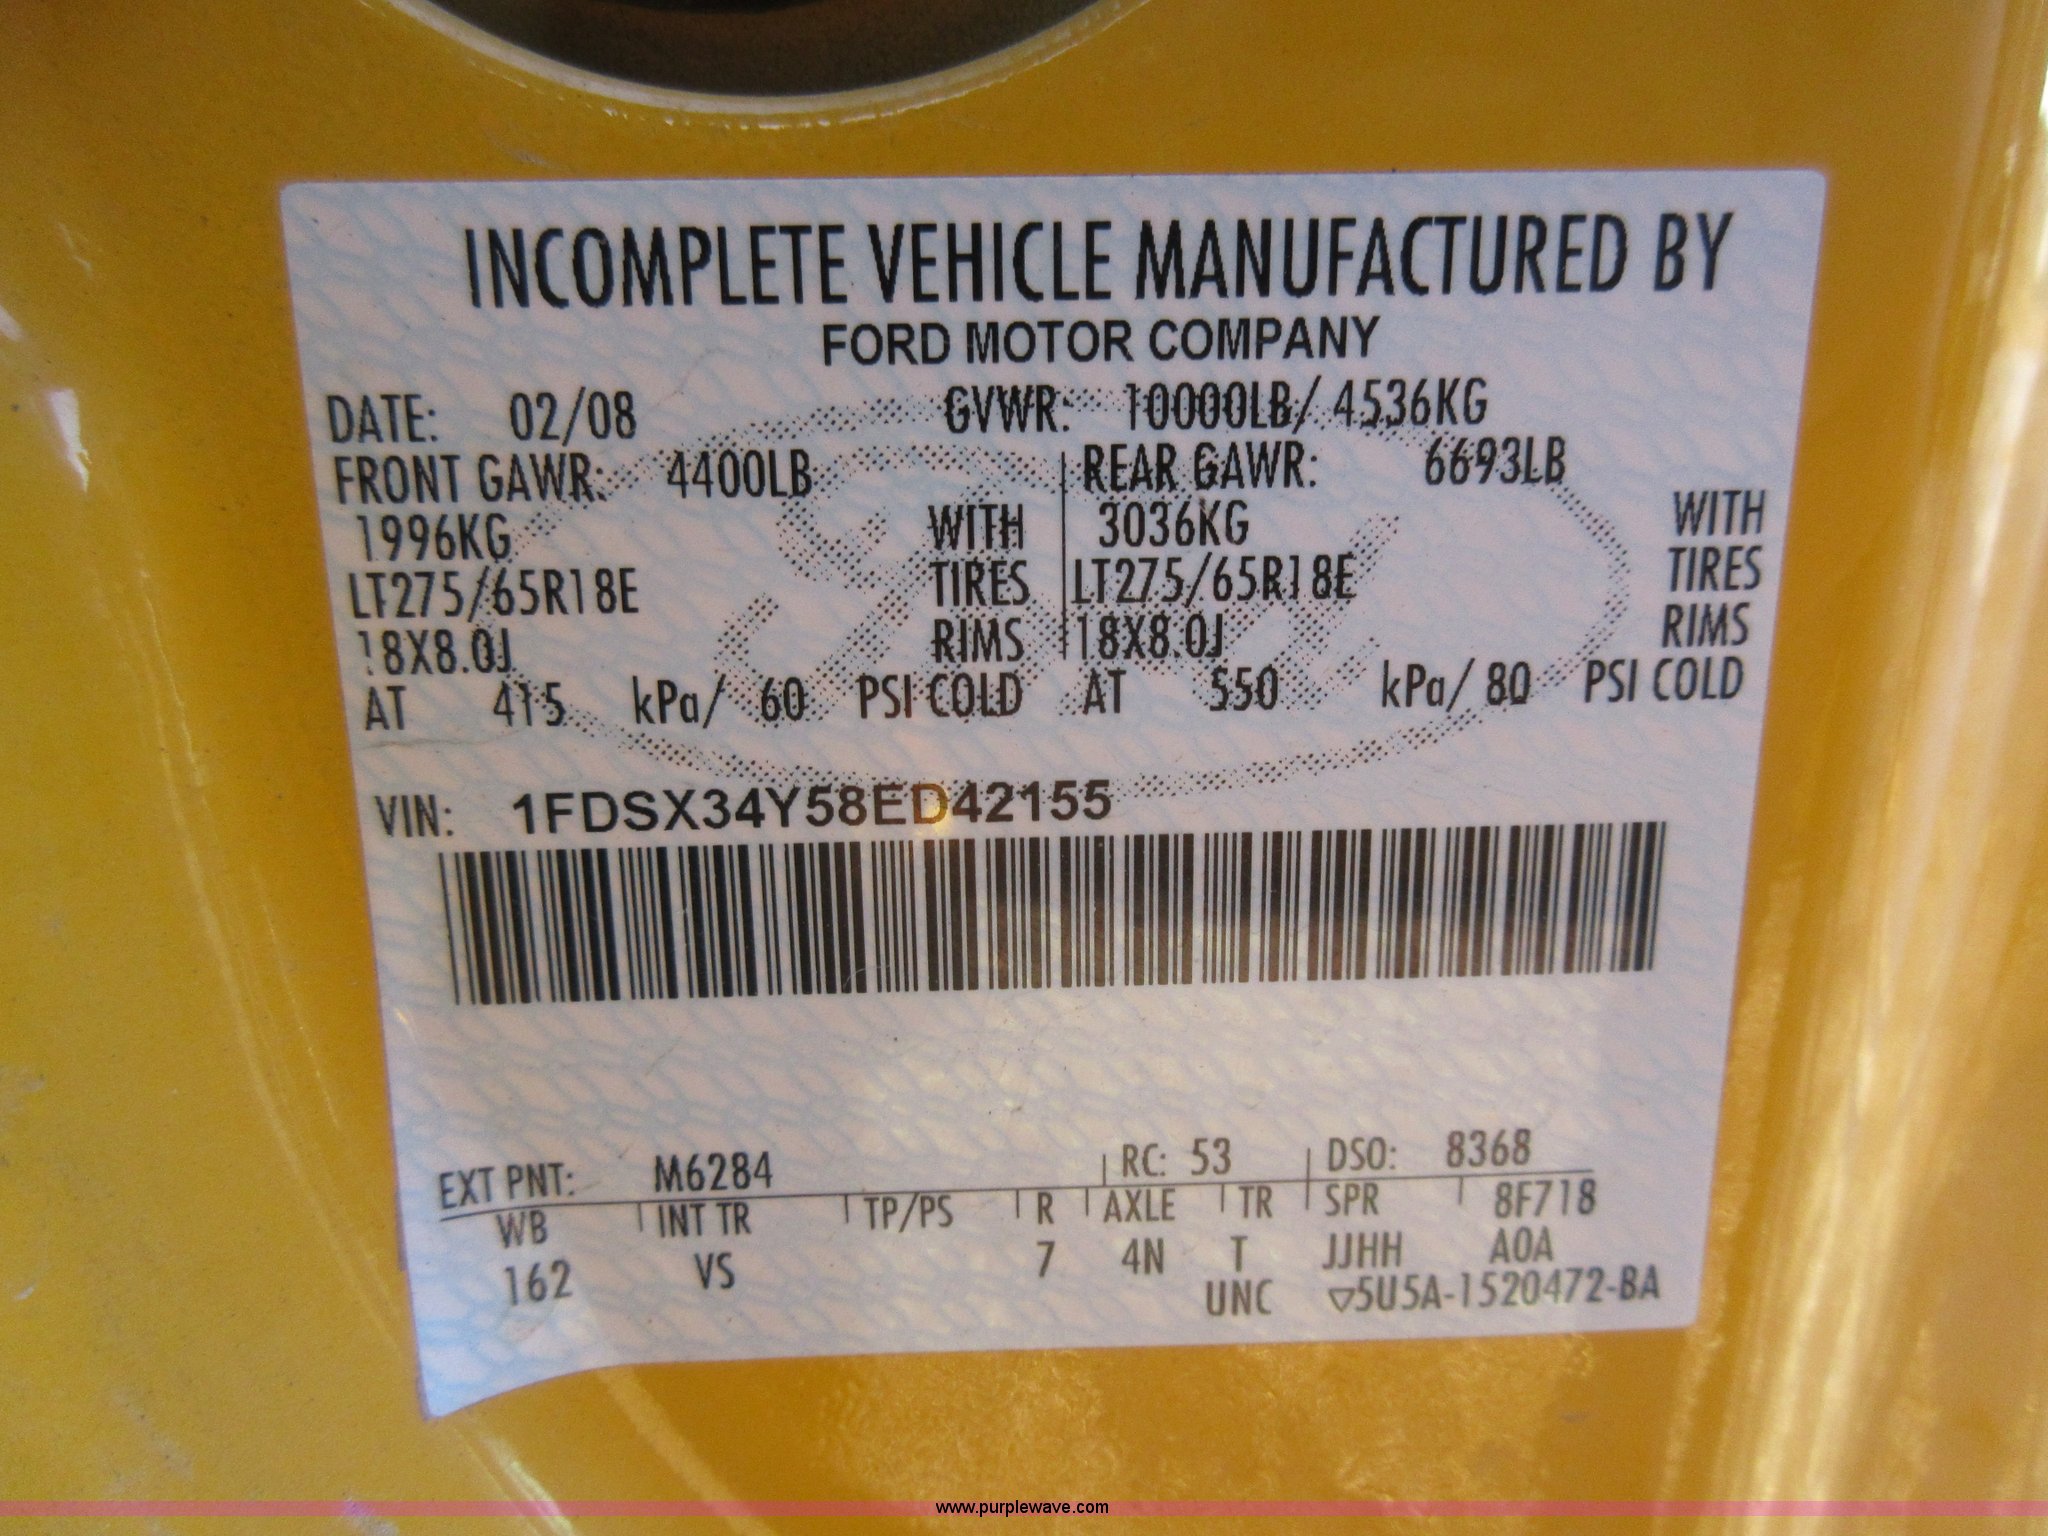 INCOMPLETE VEHICLE MANUFACTURED BY
FORD MOTOR COMPANY
DATE: 02/08 GVWR: 10000LB/ 4536KG
FRONT GAWR: 4400LB REAR GAWR: 6693LB
1996KG WITH 3036KG WITH
LT275/65R18E TIRES LT275/65R18E TIRES
18X8.0J RIMS 18X8.0J RIMS
AT 415 kPa/ 60 PSI COLD AT 550 kPa/ 80 PSI COLD
VIN: 1FDSX34Y58ED42155
EXT PNT: M6284 RC: 53 DSO: 8368
WB INT TR TP/PS R AXLE TR SPR 8F718
162 VS 7 4N T JJHH A0A
UNC ▽5U5A-1520472-BA
www.purplewave.com